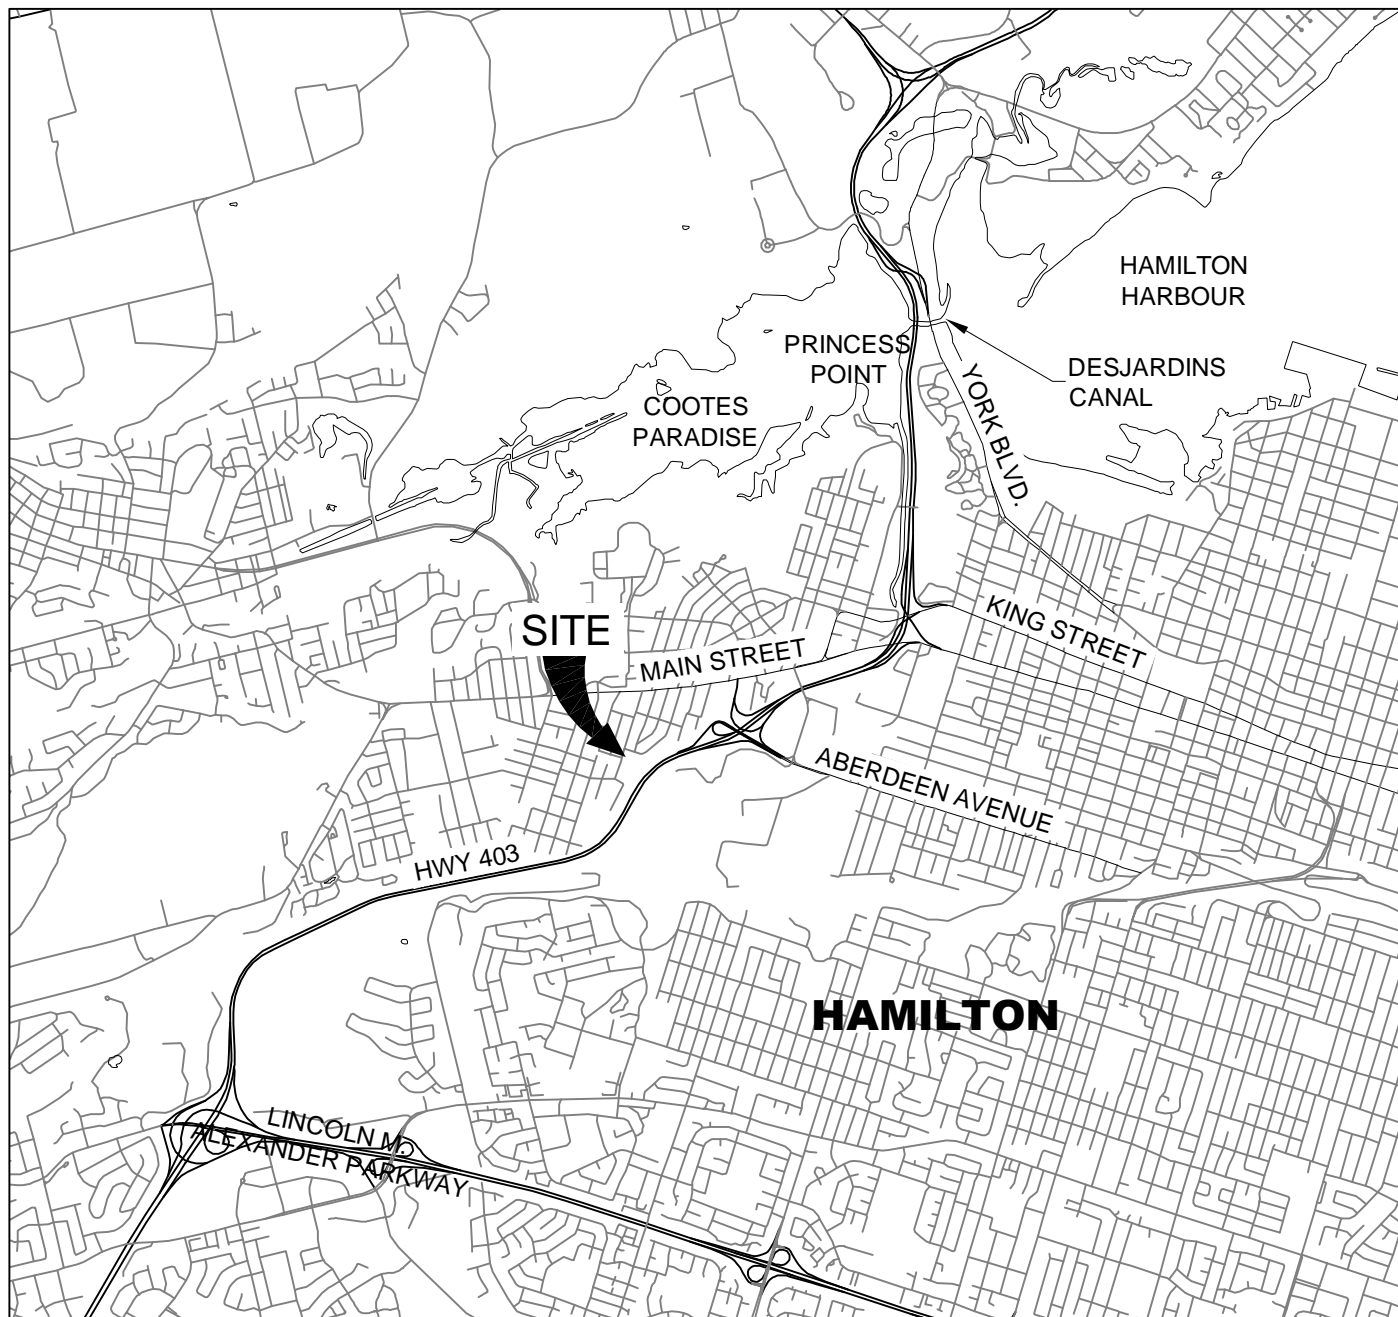 HAMILTON
HARBOUR
PRINCESS
POINT
DESJARDINS
CANAL
YORK BLVD.
COOTES
PARADISE
KING STREET
SITE
MAIN STREET
ABERDEEN AVENUE
HWY 403
HAMILTON
LINCOLN M.
ALEXANDER PARKWAY